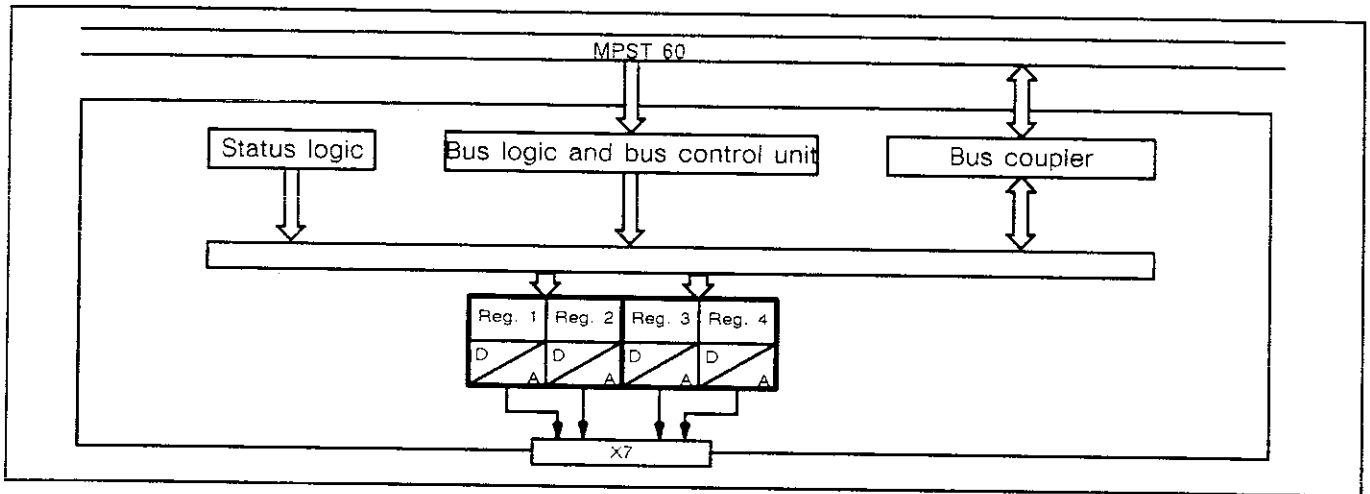 MPST 60
Status logic
Bus logic and bus control unit
Bus coupler
Reg. 1 Reg. 2 Reg. 3 Reg. 4
D D D D
A A A A
X7